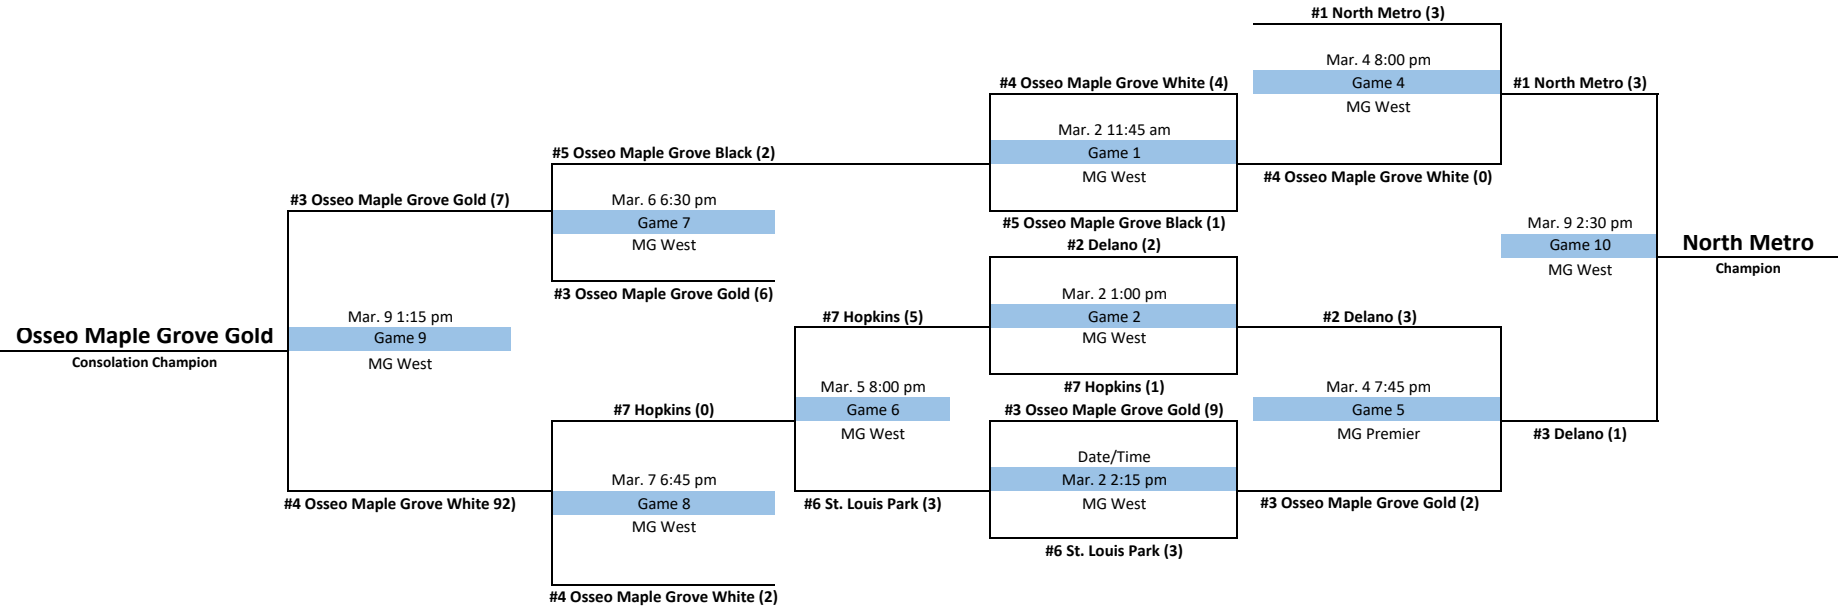 #1 North Metro (3)
Mar. 4 8:00 pm
#4 Osseo Maple Grove White (4)
Game 4
#1 North Metro (3)
MG West
Mar. 2 11:45 am
#5 Osseo Maple Grove Black (2)
Game 1
MG West
#4 Osseo Maple Grove White (0)
#3 Osseo Maple Grove Gold (7)
Mar. 6 6:30 pm
Game 7
#5 Osseo Maple Grove Black (1)
Mar. 9 2:30 pm
MG West
#2 Delano (2)
Game 10
North Metro
MG West
Champion
#3 Osseo Maple Grove Gold (6)
Mar. 2 1:00 pm
Mar. 9 1:15 pm
#7 Hopkins (5)
Game 2
#2 Delano (3)
Osseo Maple Grove Gold
Game 9
MG West
Consolation Champion
MG West
Mar. 5 8:00 pm
#7 Hopkins (1)
Mar. 4 7:45 pm
#7 Hopkins (0)
Game 6
#3 Osseo Maple Grove Gold (9)
Game 5
MG West
MG Premier
#3 Delano (1)
Date/Time
Mar. 7 6:45 pm
Mar. 2 2:15 pm
#4 Osseo Maple Grove White 92)
Game 8
#6 St. Louis Park (3)
MG West
#3 Osseo Maple Grove Gold (2)
MG West
#6 St. Louis Park (3)
#4 Osseo Maple Grove White (2)